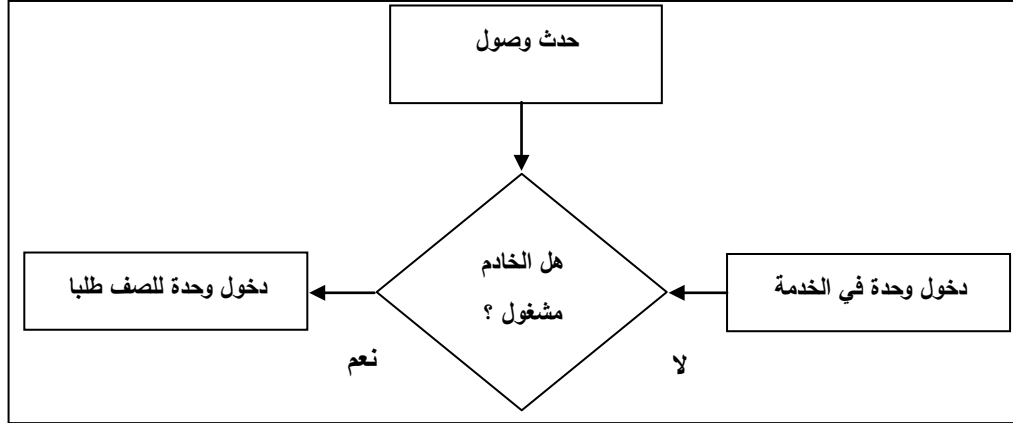 حدث وصول
هل الخادم
مشغول ؟
دخول وحدة في الخدمة
دخول وحدة للصف طلبا
لا
نعم